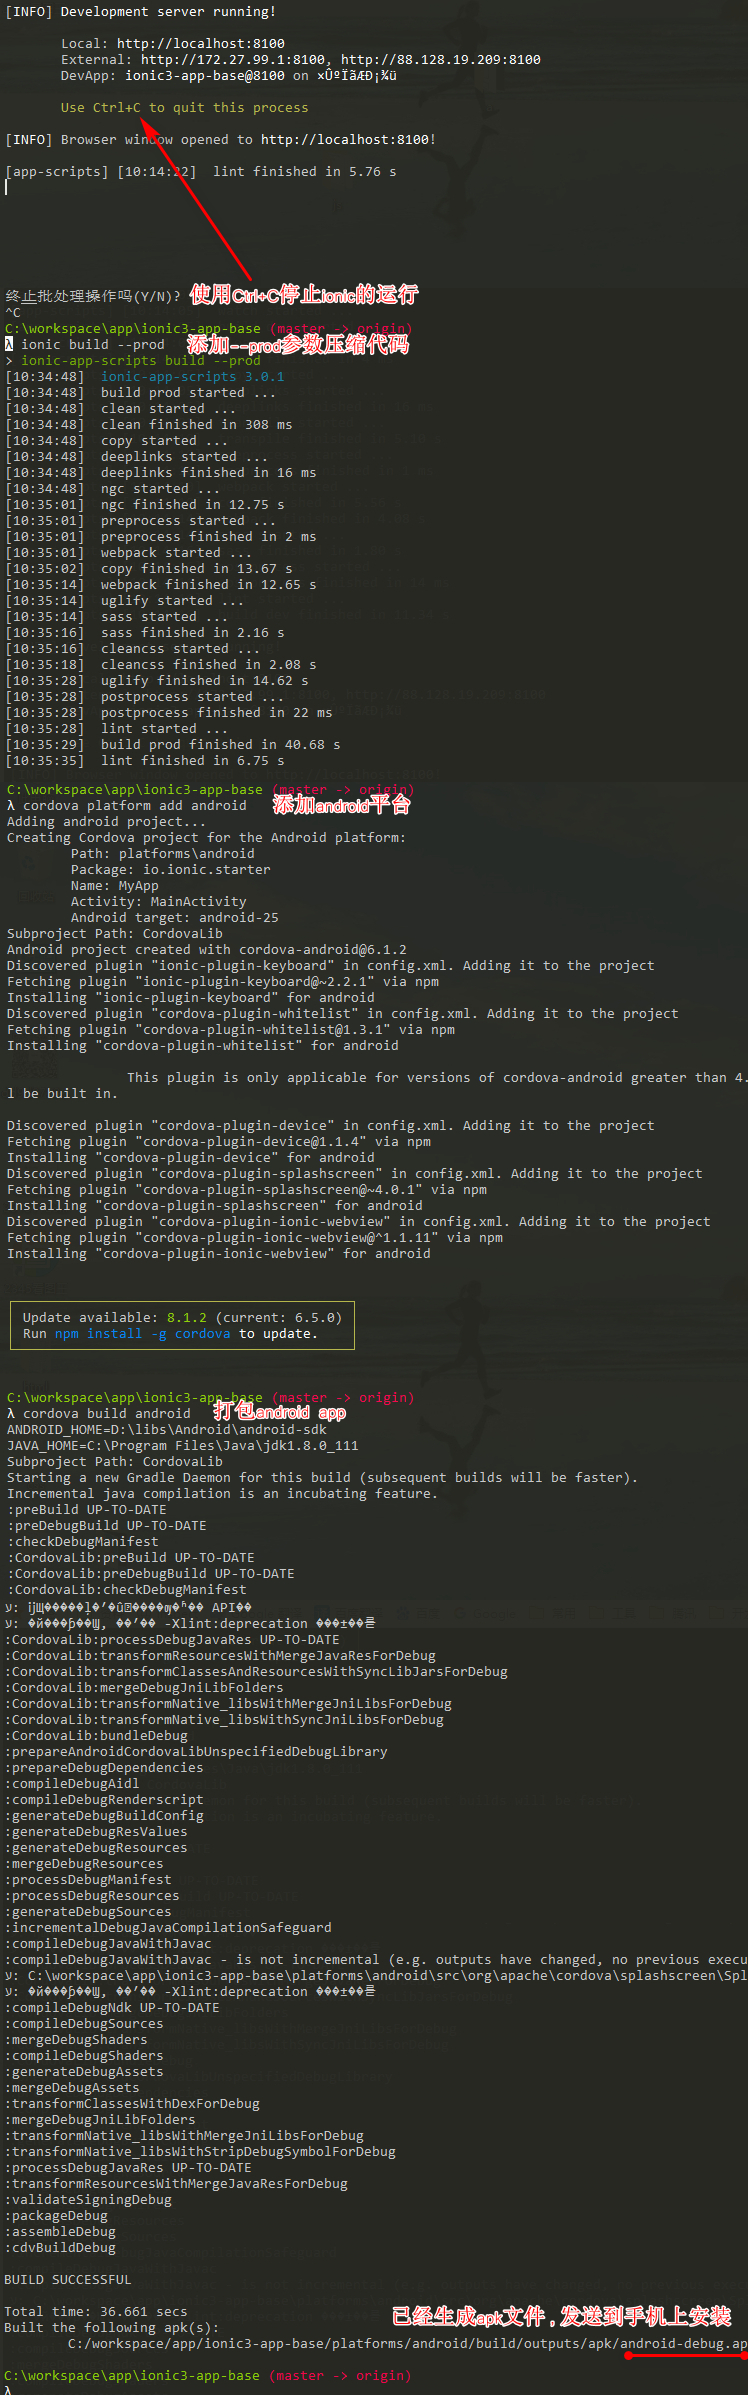 [INFO] Development server running!
Local: http://localhost:8100
External: http://172.27.99.1:8100, http://88.128.19.209:8100
DevApp: ionic3-app-base@8100 on ×ÛºÏÏãÆÐ¡¾ü
Use Ctrl+C to quit this process
[INFO] Browser window opened to http://localhost:8100!
[app-scripts] [10:14:22]  lint finished in 5.76 s
终止批处理操作吗(Y/N)? 使用Ctrl+C停止ionic的运行
^C
C:\workspace\app\ionic3-app-base (master -> origin)
λ ionic build --prod 添加--prod参数压缩代码
> ionic-app-scripts build --prod
[10:34:48]  ionic-app-scripts 3.0.1
[10:34:48]  build prod started ...
[10:34:48]  clean started ...
[10:34:48]  clean finished in 308 ms
[10:34:48]  copy started ...
[10:34:48]  deeplinks started ...
[10:34:48]  deeplinks finished in 16 ms
[10:34:48]  ngc started ...
[10:35:01]  ngc finished in 12.75 s
[10:35:01]  preprocess started ...
[10:35:01]  preprocess finished in 2 ms
[10:35:01]  webpack started ...
[10:35:02]  copy finished in 13.67 s
[10:35:14]  webpack finished in 12.65 s
[10:35:14]  uglify started ...
[10:35:14]  sass started ...
[10:35:16]  sass finished in 2.16 s
[10:35:16]  cleancss started ...
[10:35:18]  cleancss finished in 2.08 s
[10:35:28]  uglify finished in 14.62 s
[10:35:28]  postprocess started ...
[10:35:28]  postprocess finished in 22 ms
[10:35:28]  lint started ...
[10:35:29]  build prod finished in 40.68 s
[10:35:35]  lint finished in 6.75 s
C:\workspace\app\ionic3-app-base (master -> origin)
λ cordova platform add android 添加android平台
Adding android project...
Creating Cordova project for the Android platform:
Path: platforms\android
Package: io.ionic.starter
Name: MyApp
Activity: MainActivity
Android target: android-25
Subproject Path: CordovaLib
Android project created with cordova-android@6.1.2
Discovered plugin "ionic-plugin-keyboard" in config.xml. Adding it to the project
Fetching plugin "ionic-plugin-keyboard@~2.2.1" via npm
Installing "ionic-plugin-keyboard" for android
Discovered plugin "cordova-plugin-whitelist" in config.xml. Adding it to the project
Fetching plugin "cordova-plugin-whitelist@1.3.1" via npm
Installing "cordova-plugin-whitelist" for android
This plugin is only applicable for versions of cordova-android greater than 4.
l be built in.
Discovered plugin "cordova-plugin-device" in config.xml. Adding it to the project
Fetching plugin "cordova-plugin-device@1.1.4" via npm
Installing "cordova-plugin-device" for android
Discovered plugin "cordova-plugin-splashscreen" in config.xml. Adding it to the project
Fetching plugin "cordova-plugin-splashscreen@~4.0.1" via npm
Installing "cordova-plugin-splashscreen" for android
Discovered plugin "cordova-plugin-ionic-webview" in config.xml. Adding it to the project
Fetching plugin "cordova-plugin-ionic-webview@^1.1.11" via npm
Installing "cordova-plugin-ionic-webview" for android
Update available: 8.1.2 (current: 6.5.0)
Run npm install -g cordova to update.
C:\workspace\app\ionic3-app-base (master -> origin)
λ cordova build android 打包android app
ANDROID_HOME=D:\libs\Android\android-sdk
JAVA_HOME=C:\Program Files\Java\jdk1.8.0_111
Subproject Path: CordovaLib
Starting a new Gradle Daemon for this build (subsequent builds will be faster).
Incremental java compilation is an incubating feature.
:preBuild UP-TO-DATE
:preDebugBuild UP-TO-DATE
:checkDebugManifest
:CordovaLib:preBuild UP-TO-DATE
:CordovaLib:preDebugBuild UP-TO-DATE
:CordovaLib:checkDebugManifest
API
-Xlint:deprecation
:CordovaLib:processDebugJavaRes UP-TO-DATE
:CordovaLib:transformResourcesWithMergeJavaResForDebug
:CordovaLib:transformClassesAndResourcesWithSyncLibJarsForDebug
:CordovaLib:mergeDebugJniLibFolders
:CordovaLib:transformNative_libsWithMergeJniLibsForDebug
:CordovaLib:transformNative_libsWithSyncJniLibsForDebug
:CordovaLib:bundleDebug
:prepareAndroidCordovaLibUnspecifiedDebugLibrary
:prepareDebugDependencies
:compileDebugAidl
:compileDebugRenderscript
:generateDebugBuildConfig
:generateDebugResValues
:generateDebugResources
:mergeDebugResources
:processDebugManifest
:processDebugResources
:generateDebugSources
:incrementalDebugJavaCompilationSafeguard
:compileDebugJavaWithJavac
:compileDebugJavaWithJavac - is not incremental (e.g. outputs have changed, no previous execu
C:\workspace\app\ionic3-app-base\platforms\android\src\org\apache\cordova\splashscreen\Spl
-Xlint:deprecation
:compileDebugNdk UP-TO-DATE
:compileDebugSources
:mergeDebugShaders
:compileDebugShaders
:generateDebugAssets
:mergeDebugAssets
:transformClassesWithDexForDebug
:mergeDebugJniLibFolders
:transformNative_libsWithMergeJniLibsForDebug
:transformNative_libsWithStripDebugSymbolForDebug
:processDebugJavaRes UP-TO-DATE
:transformResourcesWithMergeJavaResForDebug
:validateSigningDebug
:packageDebug
:assembleDebug
:cdvBuildDebug
BUILD SUCCESSFUL
Total time: 36.661 secs
已经生成apk文件，发送到手机上安装
Built the following apk(s):
C:/workspace/app/ionic3-app-base/platforms/android/build/outputs/apk/android-debug.ap
C:\workspace\app\ionic3-app-base (master -> origin)
λ